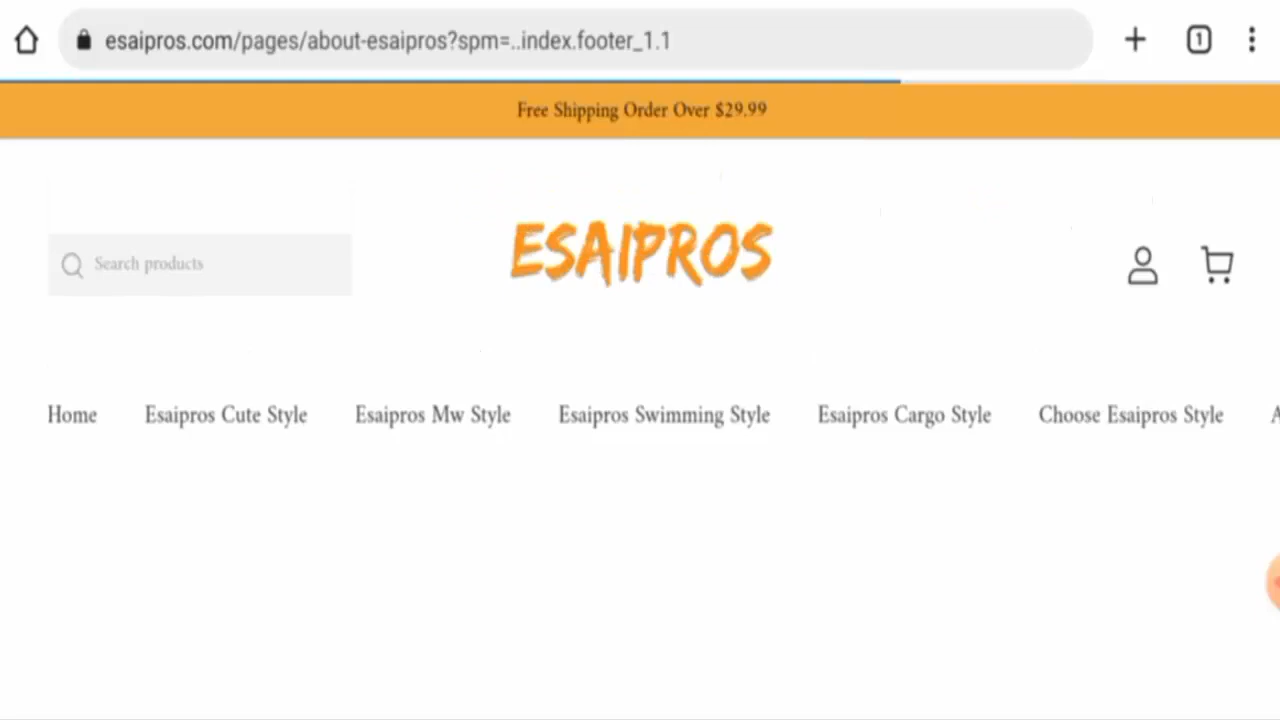 esaipros.com/pages/about-esaipros?spm=..index.footer_1.1
1
Free Shipping Order Over $29.99
Search products
ESAIPROS
Home Esaipros Cute Style Esaipros Mw Style Esaipros Swimming Style Esaipros Cargo Style Choose Esaipros Style